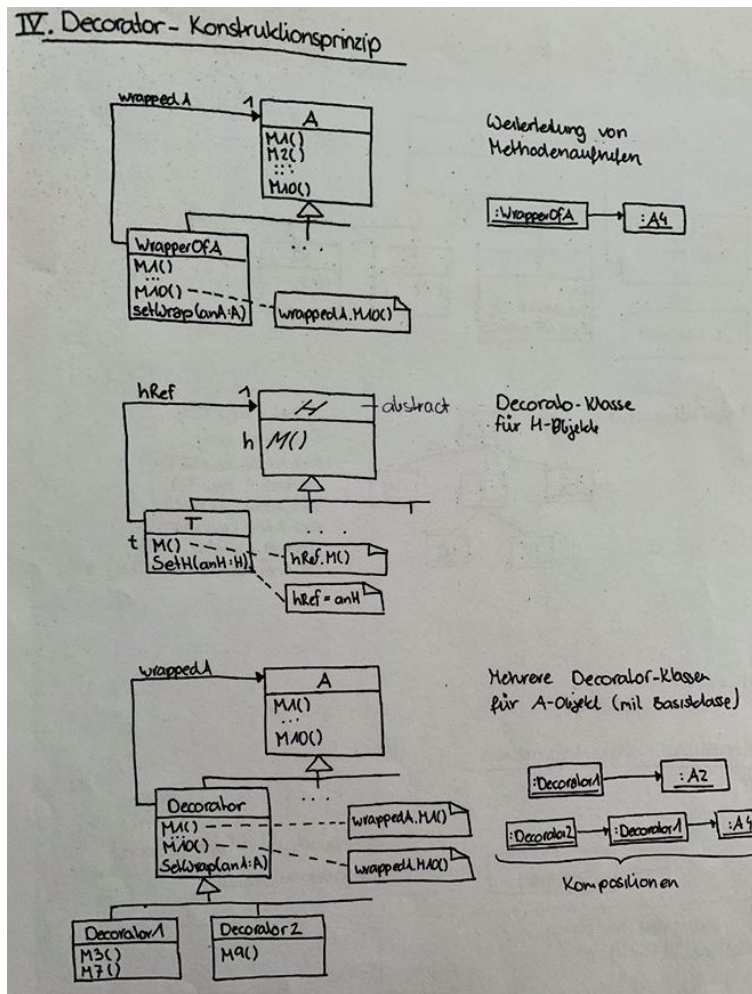 IV. Decorator - Konstruktionsprinzip
wrappedA
1
A
M1()
M2()
...
M10()
Weiterleitung von
Methodenaufrufen
:WrapperOfA
:A4
...
WrapperOfA
M1()
...
M10()
setWrap(anA:A)
wrappedA.M10()
hRef
1
H
abstract
h
M()
Decorato-Klasse
für H-Objekte
T
...
t
M()
SetH(anH:H)
hRef.M()
hRef = anH
wrappedA
A
M1()
...
M10()
Mehrere Decorator-Klassen
für A-Objekt (mit Basisklasse)
:Decorator1
:A2
...
Decorator
M1()
...
M10()
SetWrap(anA:A)
wrappedA.M1()
wrappedA.M10()
:Decorator2
:Decorator1
:A4
Kompositionen
Decorator1
M3()
M7()
Decorator2
M9()